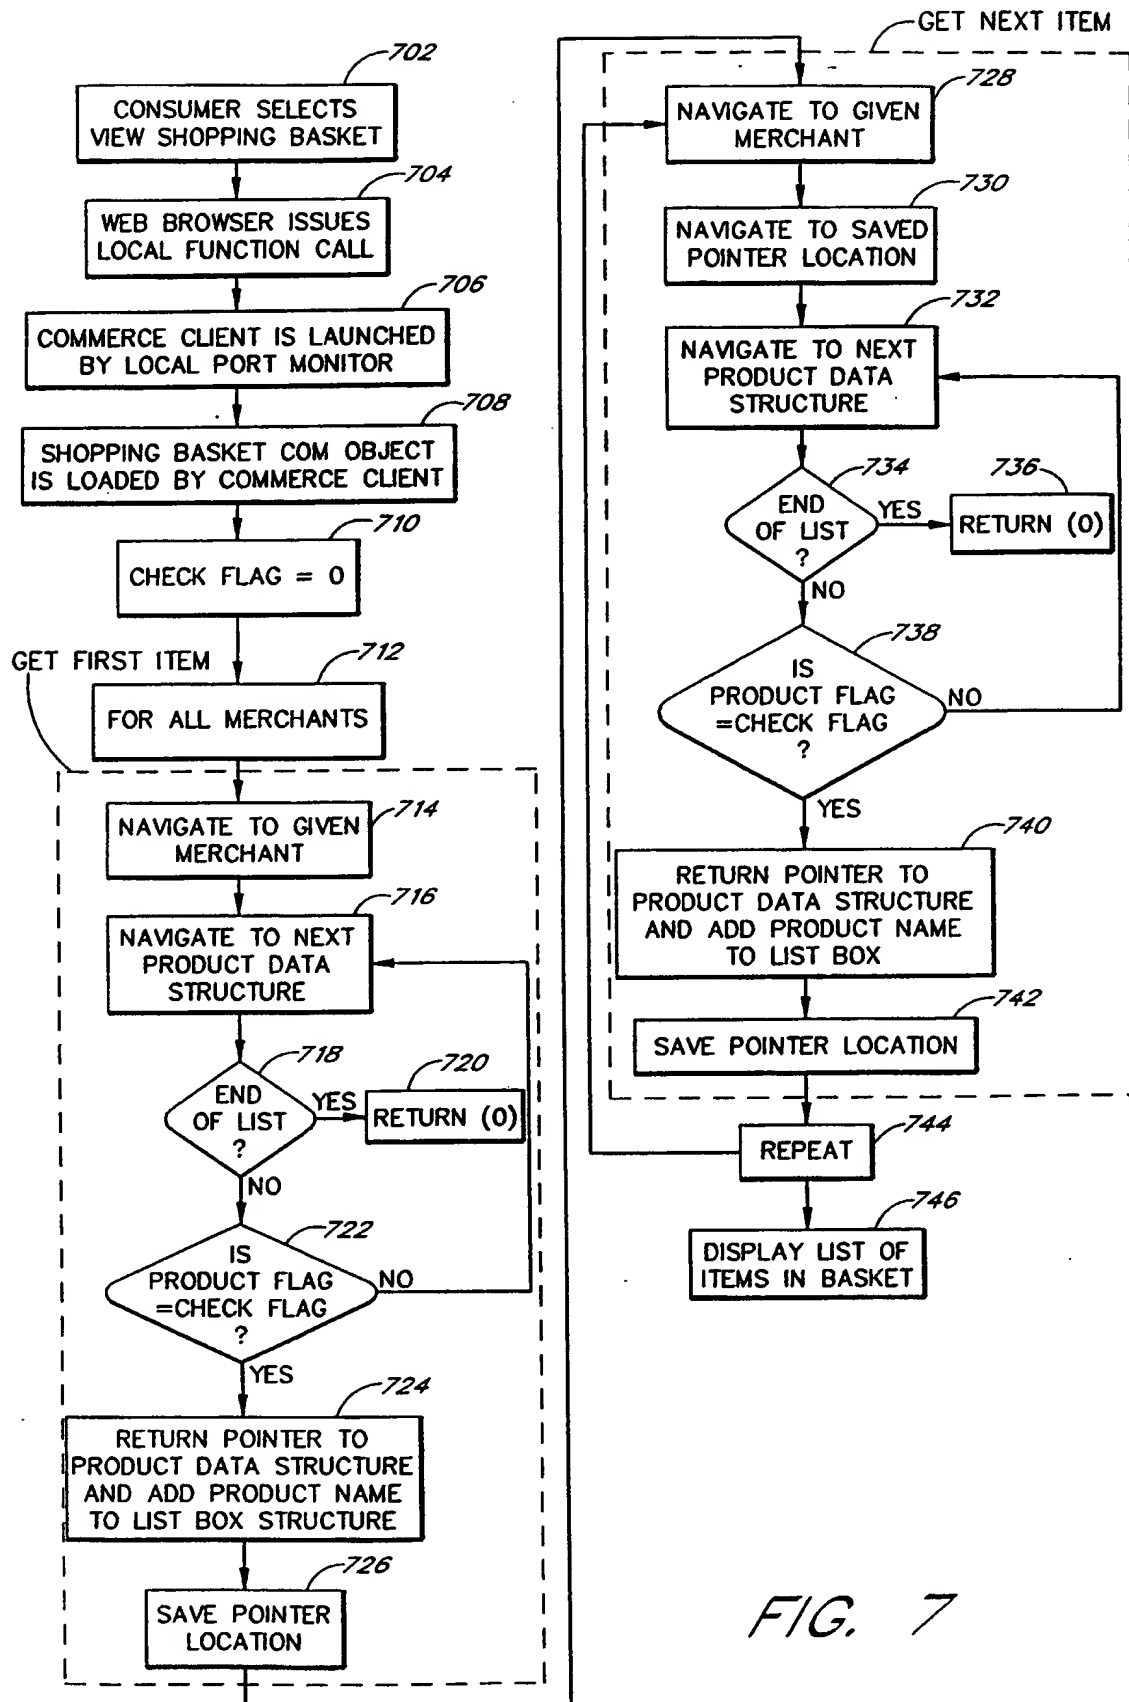 702
CONSUMER SELECTS
VIEW SHOPPING BASKET
704
WEB BROWSER ISSUES
LOCAL FUNCTION CALL
706
COMMERCE CLIENT IS LAUNCHED
BY LOCAL PORT MONITOR
708
SHOPPING BASKET COM OBJECT
IS LOADED BY COMMERCE CLIENT
710
CHECK FLAG = 0
GET FIRST ITEM
712
FOR ALL MERCHANTS
714
NAVIGATE TO GIVEN
MERCHANT
716
NAVIGATE TO NEXT
PRODUCT DATA
STRUCTURE
718
END
OF LIST
?
YES
720
RETURN (0)
NO
722
IS
PRODUCT FLAG
=CHECK FLAG
?
NO
YES
724
RETURN POINTER TO
PRODUCT DATA STRUCTURE
AND ADD PRODUCT NAME
TO LIST BOX STRUCTURE
726
SAVE POINTER
LOCATION
GET NEXT ITEM
728
NAVIGATE TO GIVEN
MERCHANT
730
NAVIGATE TO SAVED
POINTER LOCATION
732
NAVIGATE TO NEXT
PRODUCT DATA
STRUCTURE
734
END
OF LIST
?
YES
736
RETURN (0)
NO
738
IS
PRODUCT FLAG
=CHECK FLAG
?
NO
YES
740
RETURN POINTER TO
PRODUCT DATA STRUCTURE
AND ADD PRODUCT NAME
TO LIST BOX
742
SAVE POINTER LOCATION
744
REPEAT
746
DISPLAY LIST OF
ITEMS IN BASKET
FIG. 7